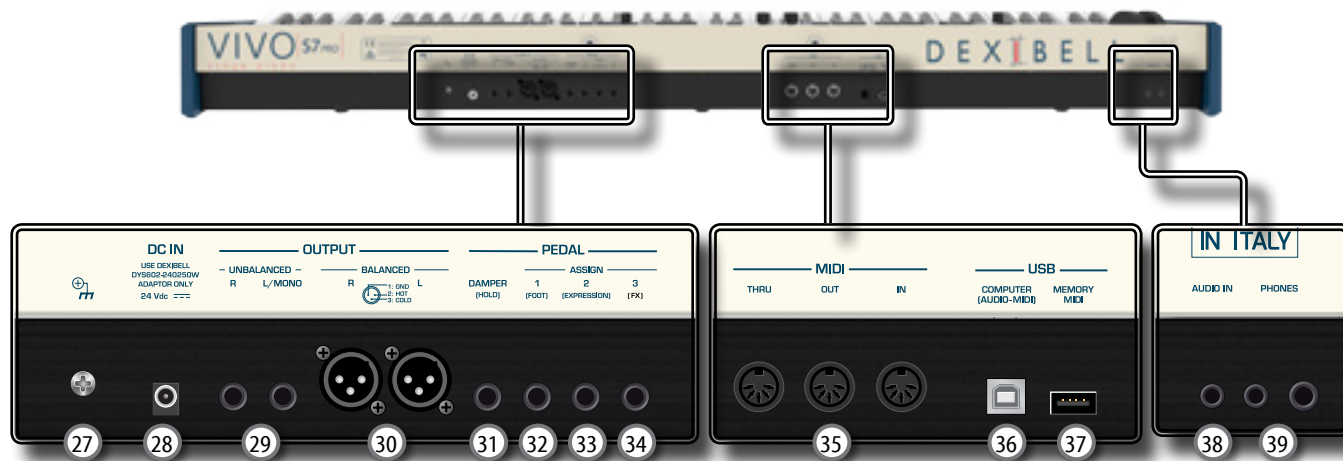 VIVO S7 PRO
DEXIBELL
DC IN
USE DEXIBELL
DYS602-240250W
ADAPTOR ONLY
24 Vdc
OUTPUT
UNBALANCED
R L/MONO
BALANCED
R L
1: GND
2: HOT
3: COLD
PEDAL
ASSIGN
DAMPER
(HOLD)
1
(FOOT)
2
(EXPRESSION)
3
(FX)
MIDI
THRU OUT IN
USB
COMPUTER
(AUDIO-MIDI)
MEMORY
MIDI
IN ITALY
AUDIO IN PHONES
27 28 29 30 31 32 33 34 35 36 37 38 39